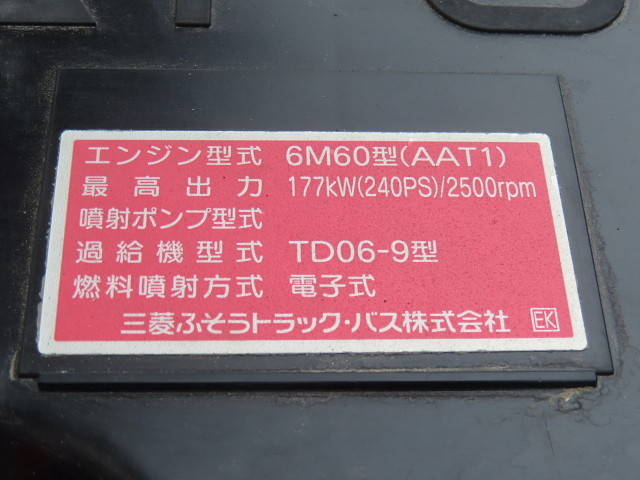 エンジン型式 6M60型(AAT1)
最高出力 177kW(240PS)/2500rpm
噴射ポンプ型式
過給機型式 TD06-9型
燃料噴射方式 電子式
三菱ふそうトラック・バス株式会社 EK